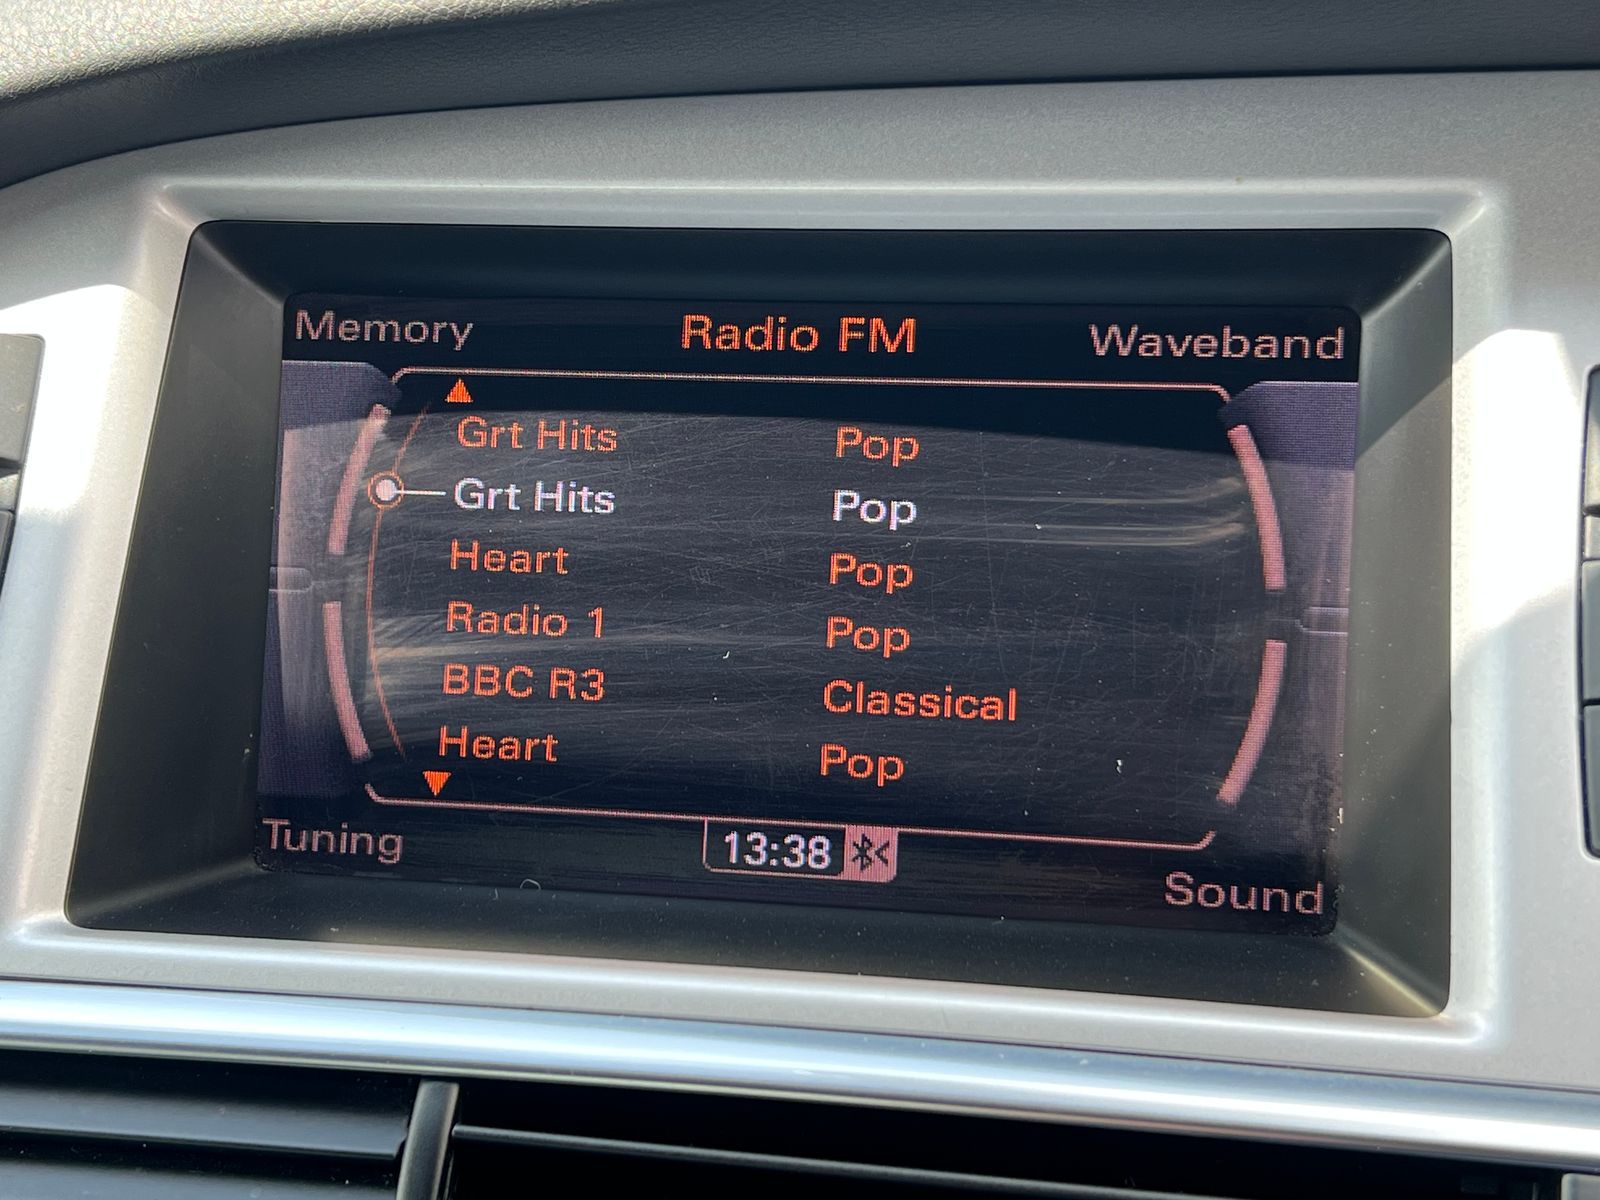 Memory Radio FM Waveband
Grt Hits Pop
Grt Hits Pop
Heart Pop
Radio 1 Pop
BBC R3 Classical
Heart Pop
Tuning 13:38 Sound